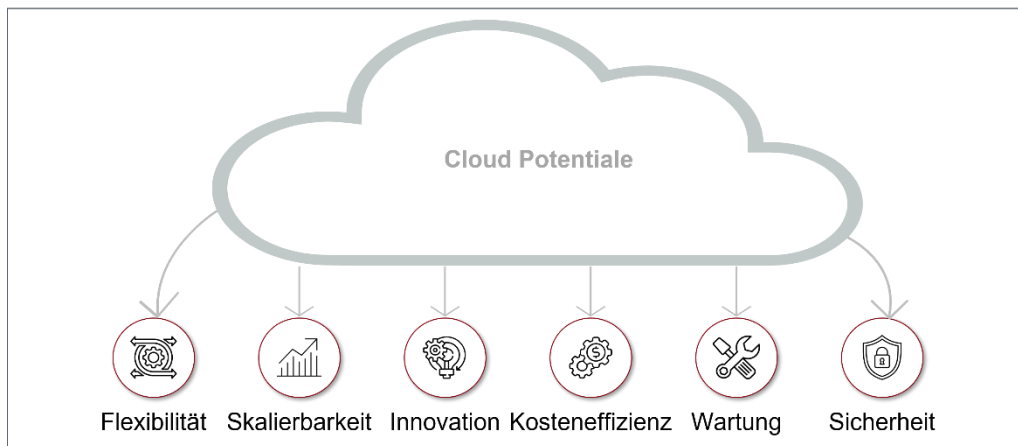 Cloud Potentiale
Flexibilität Skalierbarkeit Innovation Kosteneffizienz Wartung Sicherheit